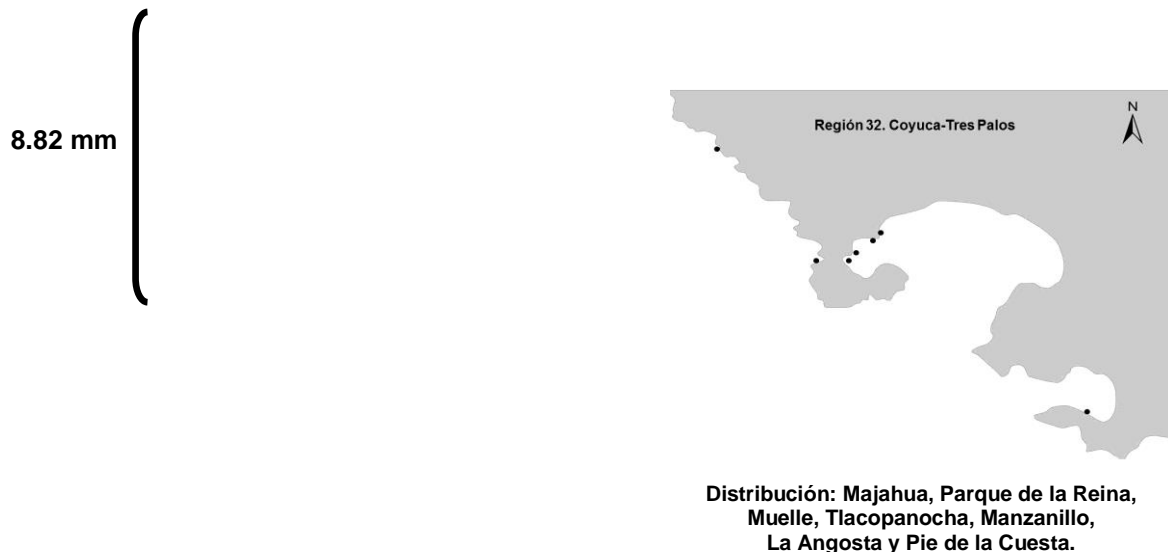 8.82 mm
Región 32. Coyuca-Tres Palos
N
Distribución: Majahua, Parque de la Reina,
Muelle, Tlacopanocha, Manzanillo,
La Angosta y Pie de la Cuesta.